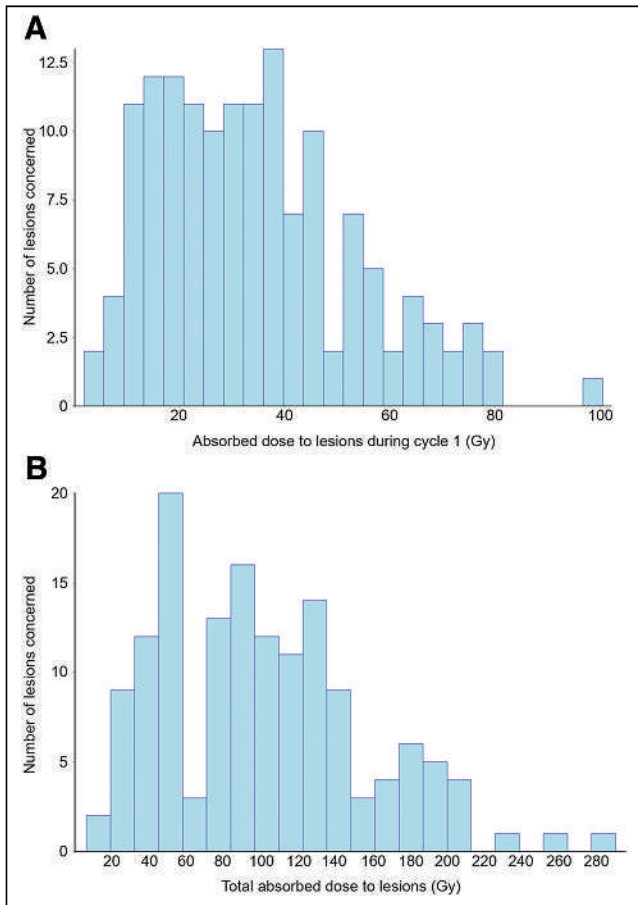 A
12.5
10.0
7.5
5.0
2.5
0
Number of lesions concerned
20 40 60 80 100
Absorbed dose to lesions during cycle 1 (Gy)
B
20
15
10
5
0
Number of lesions concerned
20 40 60 80 100 120 140 160 180 200 220 240 260 280
Total absorbed dose to lesions (Gy)